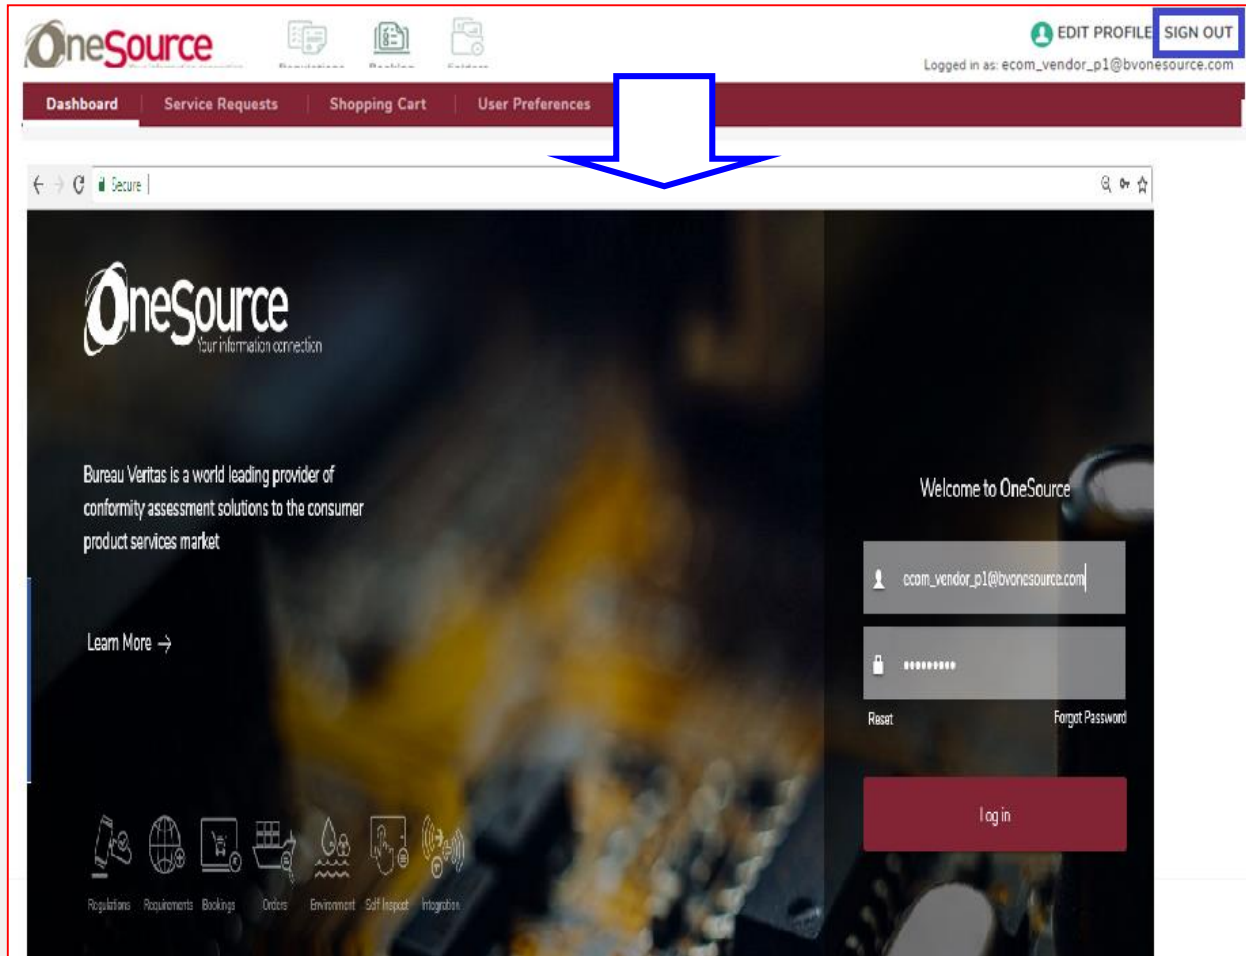 OneSource
EDIT PROFILE SIGN OUT
Logged in as: ecom_vendor_p1@bvonesource.com
Dashboard Service Requests Shopping Cart User Preferences
Secure
OneSource
Your information connection
Bureau Veritas is a world leading provider of
conformity assessment solutions to the consumer
product services market
Learn More →
Welcome to OneSource
ecom_vendor_p1@bvonesource.com
Reset Forgot Password
Log in
Regulations Requirements Bookings Orders Environment Self Inspect Integration